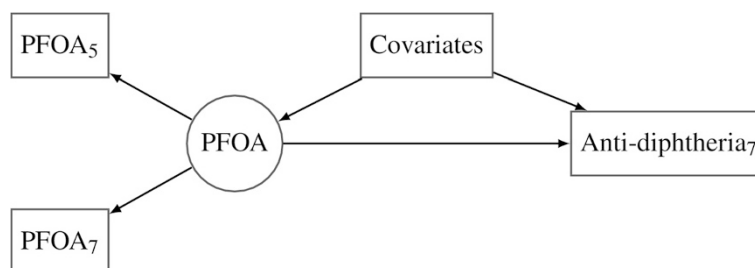 PFOA₅
Covariates
PFOA
Anti-diphtheria₇
PFOA₇